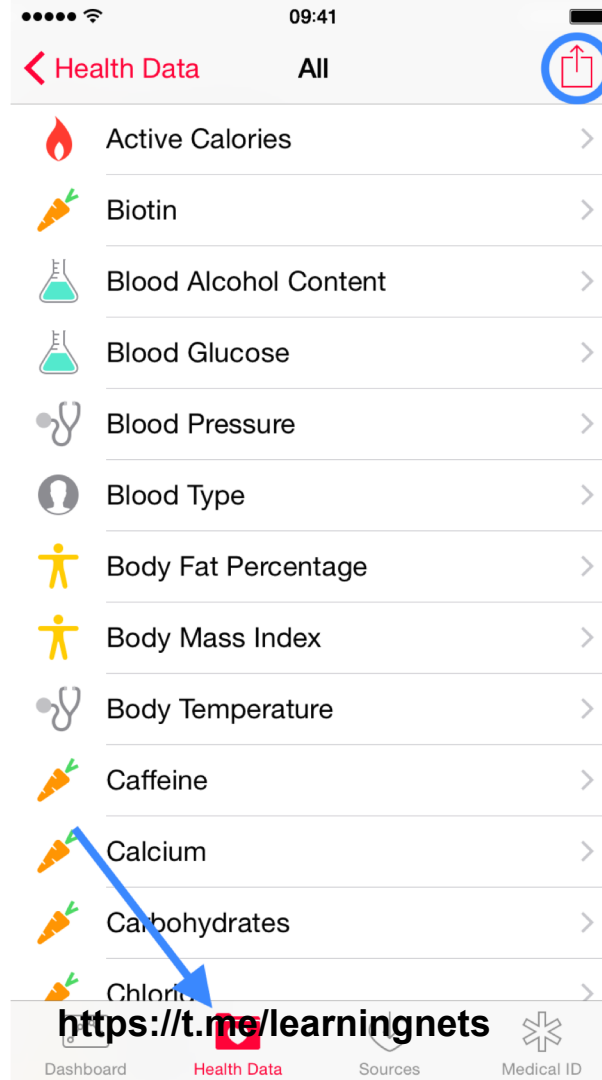 09:41
Health Data
All
Active Calories
Biotin
Blood Alcohol Content
Blood Glucose
Blood Pressure
Blood Type
Body Fat Percentage
Body Mass Index
Body Temperature
Caffeine
Calcium
Carbohydrates
https://t.me/learningnets
Dashboard
Health Data
Sources
Medical ID